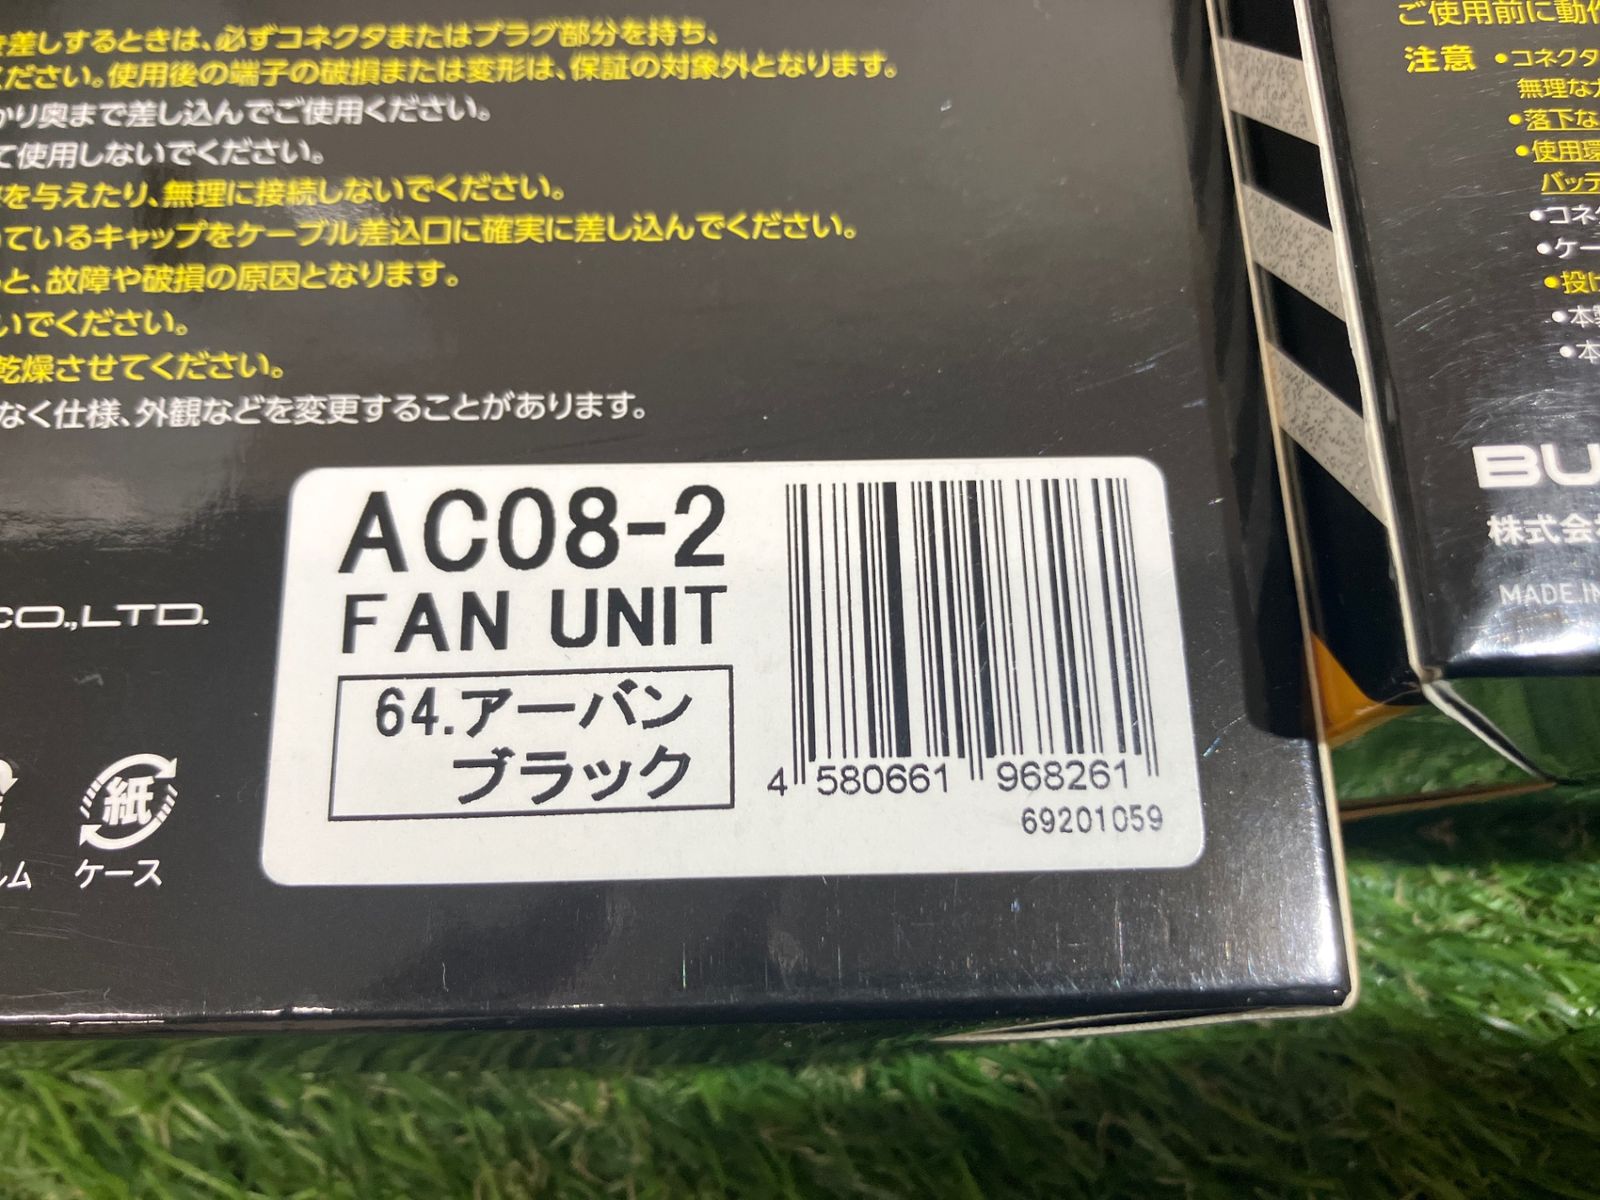 差しするときは、必ずコネクタまたはプラグ部分を持ち、
ください。使用後の端子の破損または変形は、保証の対象外となります。
かり奥まで差し込んでご使用ください。
て使用しないでください。
を与えたり、無理に接続しないでください。
ているキャップをケーブル差込口に確実に差し込んでください。
と、故障や破損の原因となります。
いでください。
乾燥させてください。
なく仕様、外観などを変更することがあります。
CO.,LTD.
紙
ルム
ケース
AC08-2
FAN UNIT
64.アーバン
ブラック
4 580661 968261
69201059
ご使用前に動作
注意 ●コネクタ
無理な
●落下な
●使用環
バッテ
●コネク
●ケー
●投げ
●本製
●本
BU
株式会
MADE IN